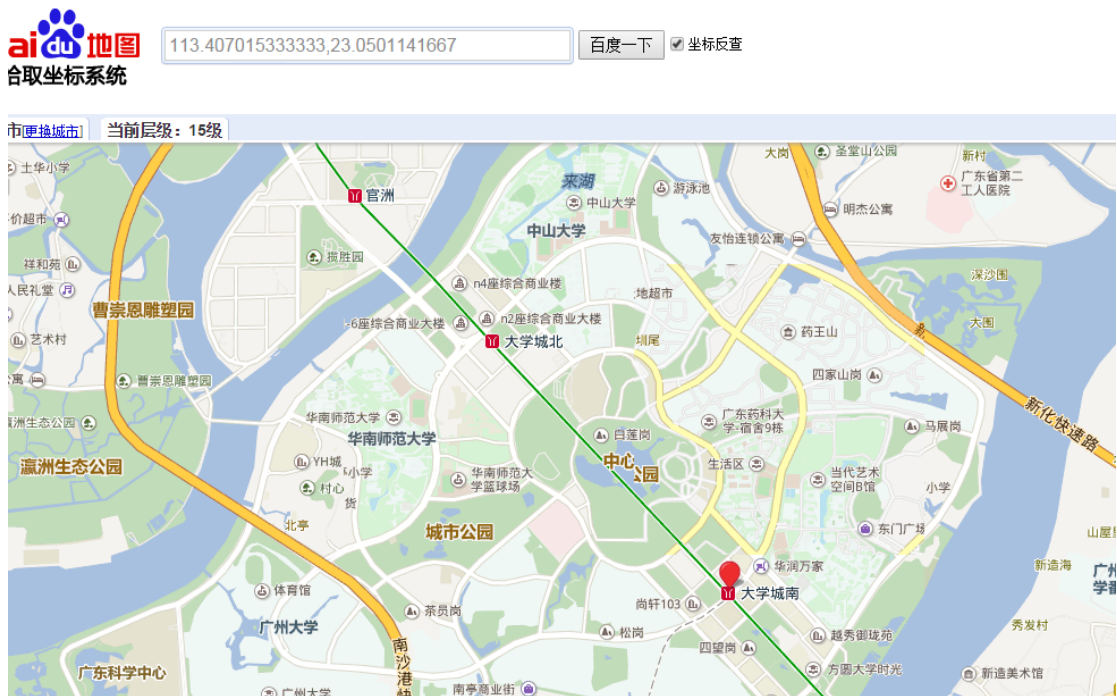 ai du 地图
113.407015333333,23.0501141667
百度一下
坐标反查
拾取坐标系统
市[更换城市]
当前层级：15级
土华小学
官洲
来湖
中山大学
中山大学
游泳池
大岗
圣堂山公园
新村
广东省第二
工人医院
明杰公寓
友怡连锁公寓
价超市
揽胜园
祥和苑
人民礼堂
曹崇恩雕塑园
n4座综合商业楼
地超市
深沙围
大围
-6座综合商业大楼
n2座综合商业大楼
大学城北
圳尾
药王山
新
艺术村
公寓
曹崇恩雕塑园
四家山岗
新化快速路
瀛洲生态公园
华南师范大学
华南师范大学
广东药科大
学-宿舍9栋
马展岗
白莲岗
中心
公园
瀛洲生态公园
YH城
小学
村心
货
华南师范大
学篮球场
生活区
当代艺术
空间B馆
小学
北亭
城市公园
东门广场
华润万家
新造海
体育馆
茶员岗
尚轩103
大学城南
广州大学
松岗
越秀御珑苑
秀发村
四望岗
南沙港快
广东科学中心
方圆大学时光
新造美术馆
广州大学
南亭商业街